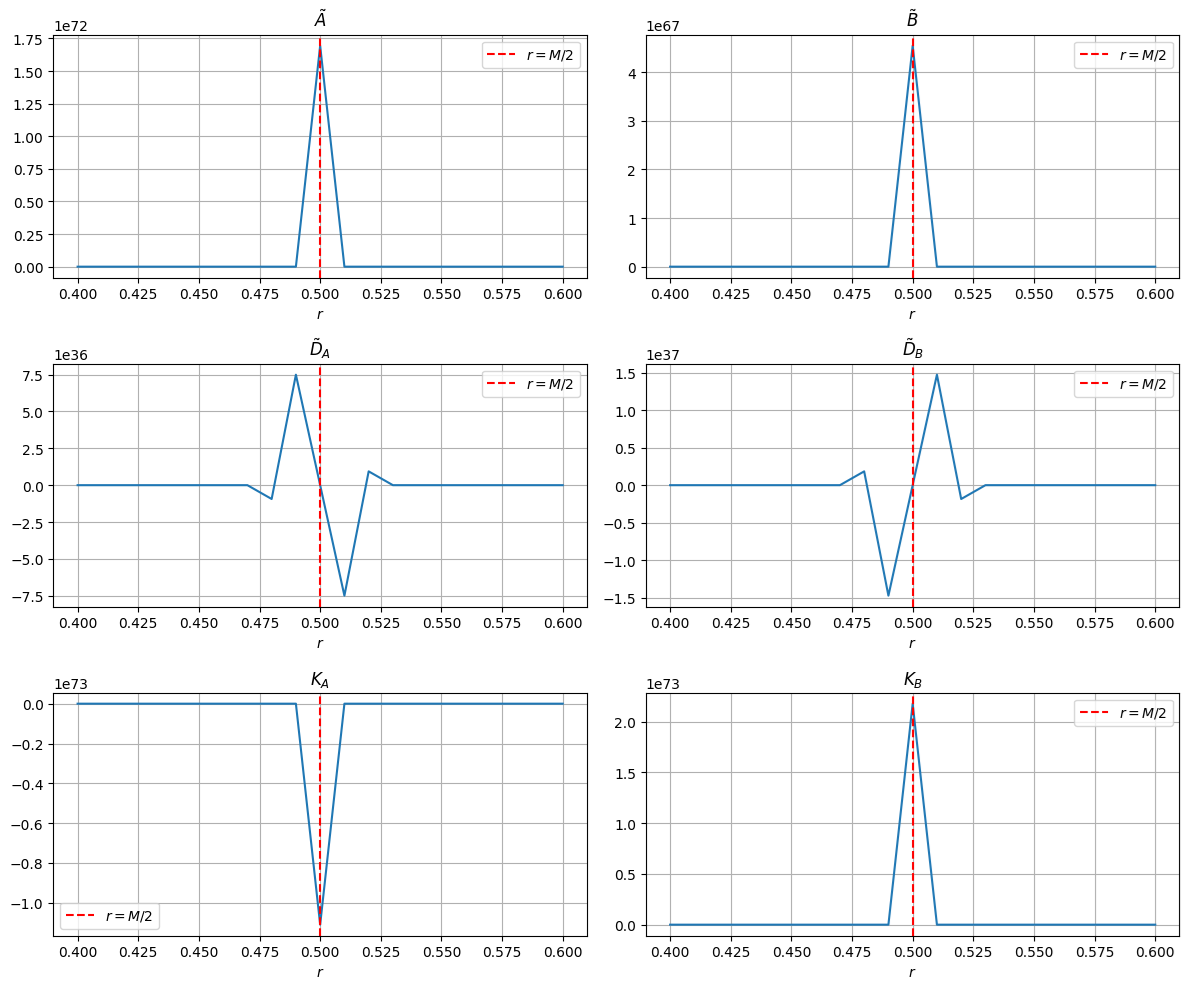 $\tilde{A}$
1e72
1.75
1.50
1.25
1.00
0.75
0.50
0.25
0.00
r = M/2
0.400 0.425 0.450 0.475 0.500 0.525 0.550 0.575 0.600
r
$\tilde{B}$
1e67
4
3
2
1
0
r = M/2
0.400 0.425 0.450 0.475 0.500 0.525 0.550 0.575 0.600
r
$\tilde{D}_A$
1e36
7.5
5.0
2.5
0.0
−2.5
−5.0
−7.5
r = M/2
0.400 0.425 0.450 0.475 0.500 0.525 0.550 0.575 0.600
r
$\tilde{D}_B$
1e37
1.5
1.0
0.5
0.0
−0.5
−1.0
−1.5
r = M/2
0.400 0.425 0.450 0.475 0.500 0.525 0.550 0.575 0.600
r
$K_A$
1e73
0.0
−0.2
−0.4
−0.6
−0.8
−1.0
r = M/2
0.400 0.425 0.450 0.475 0.500 0.525 0.550 0.575 0.600
r
$K_B$
1e73
2.0
1.5
1.0
0.5
0.0
r = M/2
0.400 0.425 0.450 0.475 0.500 0.525 0.550 0.575 0.600
r